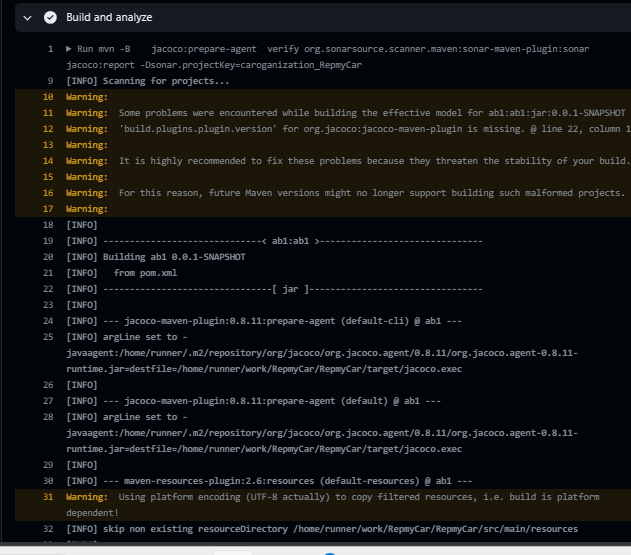 Build and analyze
1 ▶ Run mvn -B    jacoco:prepare-agent  verify org.sonarsource.scanner.maven:sonar-maven-plugin:sonar
jacoco:report -Dsonar.projectKey=caroganization_RepmyCar
9 [INFO] Scanning for projects...
10 Warning:
11 Warning:  Some problems were encountered while building the effective model for ab1:ab1:jar:0.0.1-SNAPSHOT
12 Warning:  'build.plugins.plugin.version' for org.jacoco:jacoco-maven-plugin is missing. @ line 22, column 1
13 Warning:
14 Warning:  It is highly recommended to fix these problems because they threaten the stability of your build.
15 Warning:
16 Warning:  For this reason, future Maven versions might no longer support building such malformed projects.
17 Warning:
18 [INFO]
19 [INFO] -----------------------------< ab1:ab1 >-------------------------------
20 [INFO] Building ab1 0.0.1-SNAPSHOT
21 [INFO]   from pom.xml
22 [INFO] --------------------------------[ jar ]---------------------------------
23 [INFO]
24 [INFO] --- jacoco-maven-plugin:0.8.11:prepare-agent (default-cli) @ ab1 ---
25 [INFO] argLine set to -
javaagent:/home/runner/.m2/repository/org/jacoco/org.jacoco.agent/0.8.11/org.jacoco.agent-0.8.11-
runtime.jar=destfile=/home/runner/work/RepmyCar/RepmyCar/target/jacoco.exec
26 [INFO]
27 [INFO] --- jacoco-maven-plugin:0.8.11:prepare-agent (default) @ ab1 ---
28 [INFO] argLine set to -
javaagent:/home/runner/.m2/repository/org/jacoco/org.jacoco.agent/0.8.11/org.jacoco.agent-0.8.11-
runtime.jar=destfile=/home/runner/work/RepmyCar/RepmyCar/target/jacoco.exec
29 [INFO]
30 [INFO] --- maven-resources-plugin:2.6:resources (default-resources) @ ab1 ---
31 Warning:  Using platform encoding (UTF-8 actually) to copy filtered resources, i.e. build is platform
dependent!
32 [INFO] skip non existing resourceDirectory /home/runner/work/RepmyCar/RepmyCar/src/main/resources